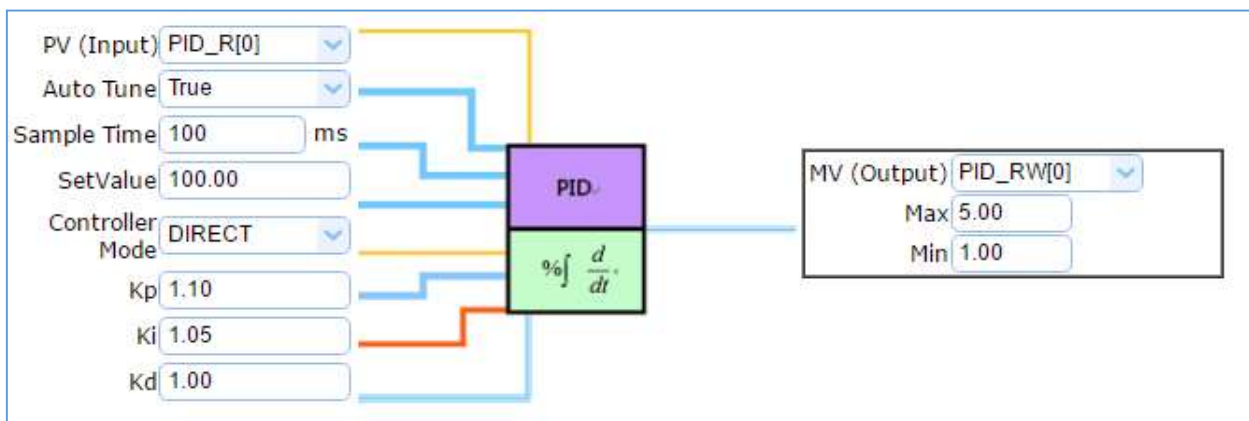 PV (Input) PID_R[0]
Auto Tune True
Sample Time 100 ms
SetValue 100.00
Controller
Mode DIRECT
Kp 1.10
Ki 1.05
Kd 1.00
PID
%∫ d/dt
MV (Output) PID_RW[0]
Max 5.00
Min 1.00